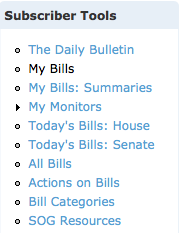 Subscriber Tools
The Daily Bulletin
My Bills
My Bills: Summaries
My Monitors
Today's Bills: House
Today's Bills: Senate
All Bills
Actions on Bills
Bill Categories
SOG Resources